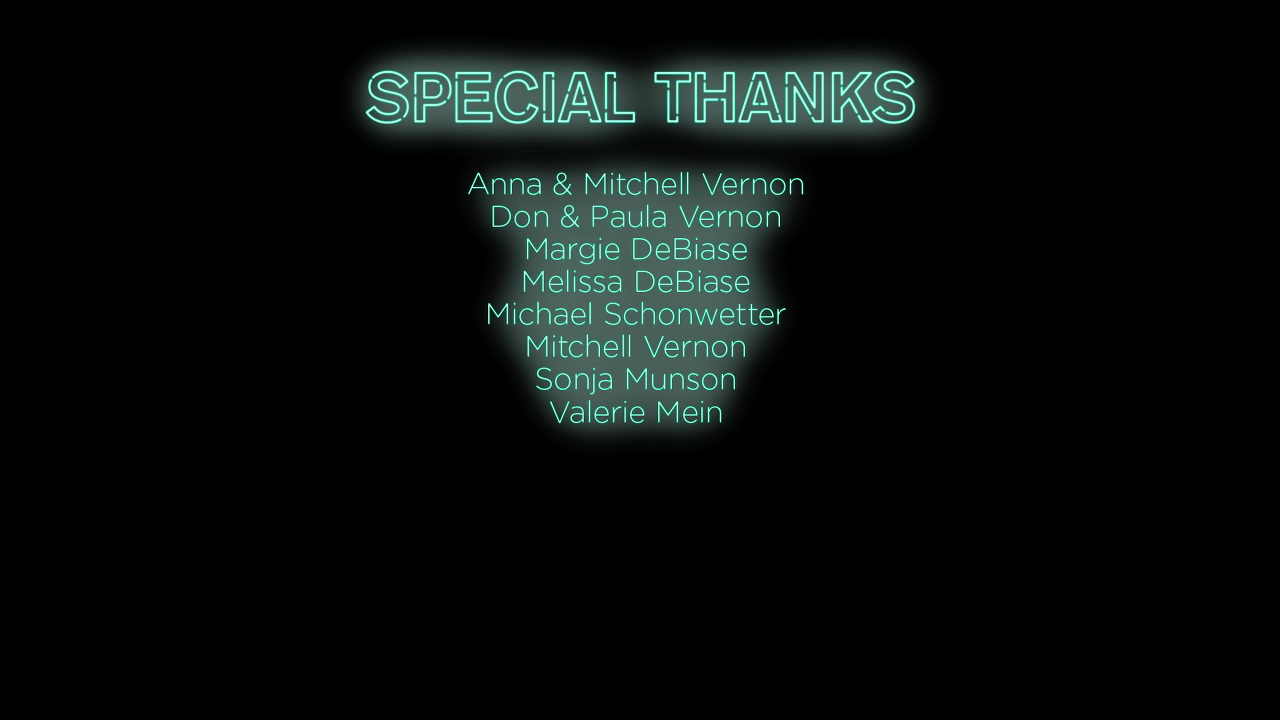 SPECIAL THANKS
Anna & Mitchell Vernon
Don & Paula Vernon
Margie DeBiase
Melissa DeBiase
Michael Schonwetter
Mitchell Vernon
Sonja Munson
Valerie Mein